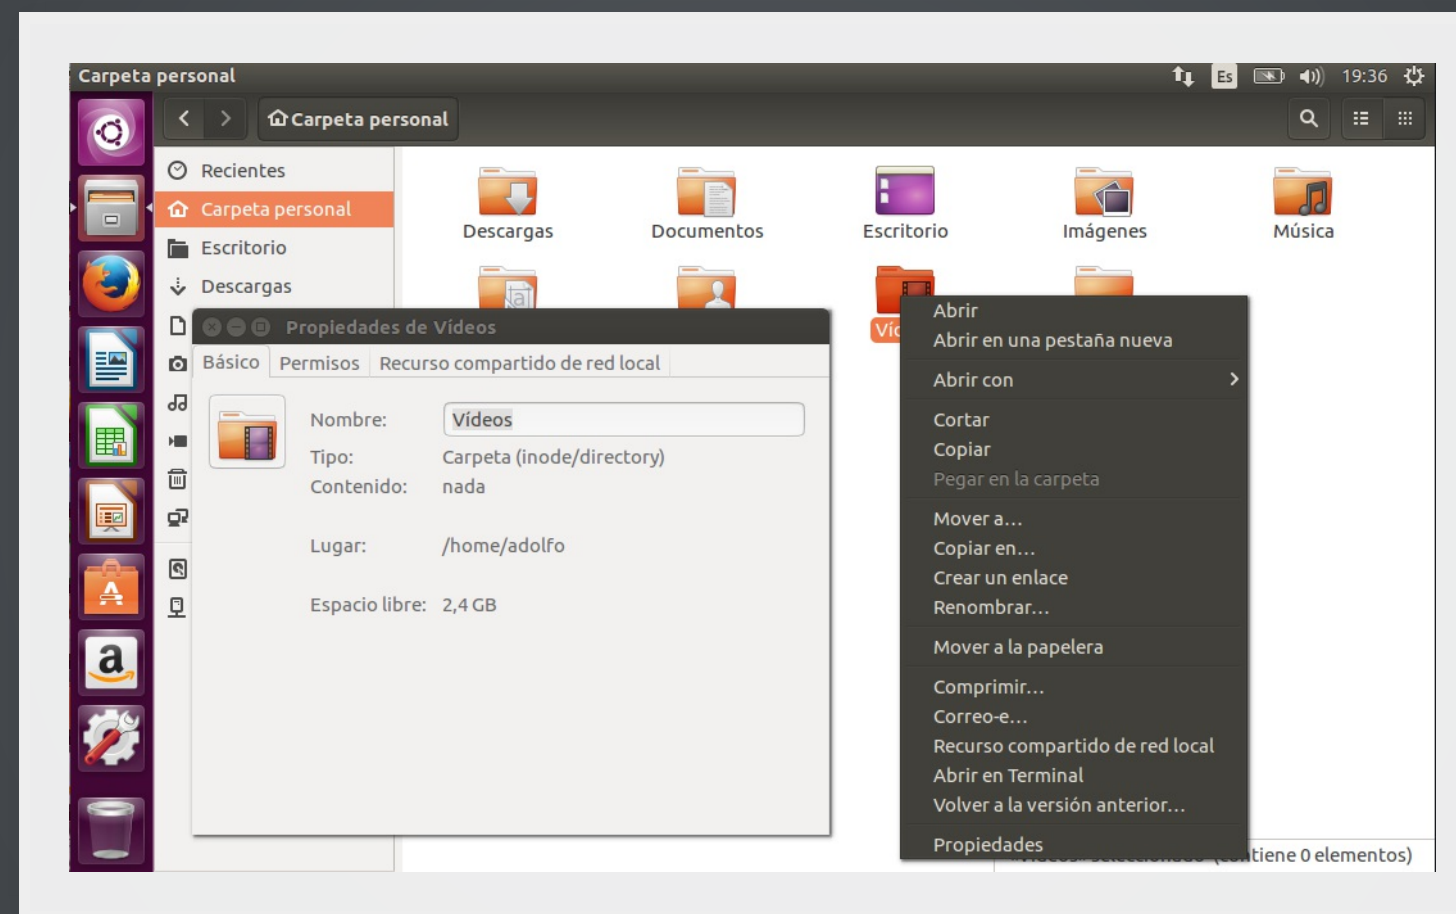 Carpeta personal
Es
19:36
Carpeta personal
Recientes
Carpeta personal
Escritorio
Descargas
Descargas
Documentos
Escritorio
Imágenes
Música
Propiedades de Vídeos
Básico
Permisos
Recurso compartido de red local
Nombre:
Vídeos
Tipo:
Carpeta (inode/directory)
Contenido:
nada
Lugar:
/home/adolfo
Espacio libre:
2,4 GB
Abrir
Abrir en una pestaña nueva
Abrir con
Cortar
Copiar
Pegar en la carpeta
Mover a...
Copiar en...
Crear un enlace
Renombrar...
Mover a la papelera
Comprimir...
Correo-e...
Recurso compartido de red local
Abrir en Terminal
Volver a la versión anterior...
Propiedades
0 elementos)